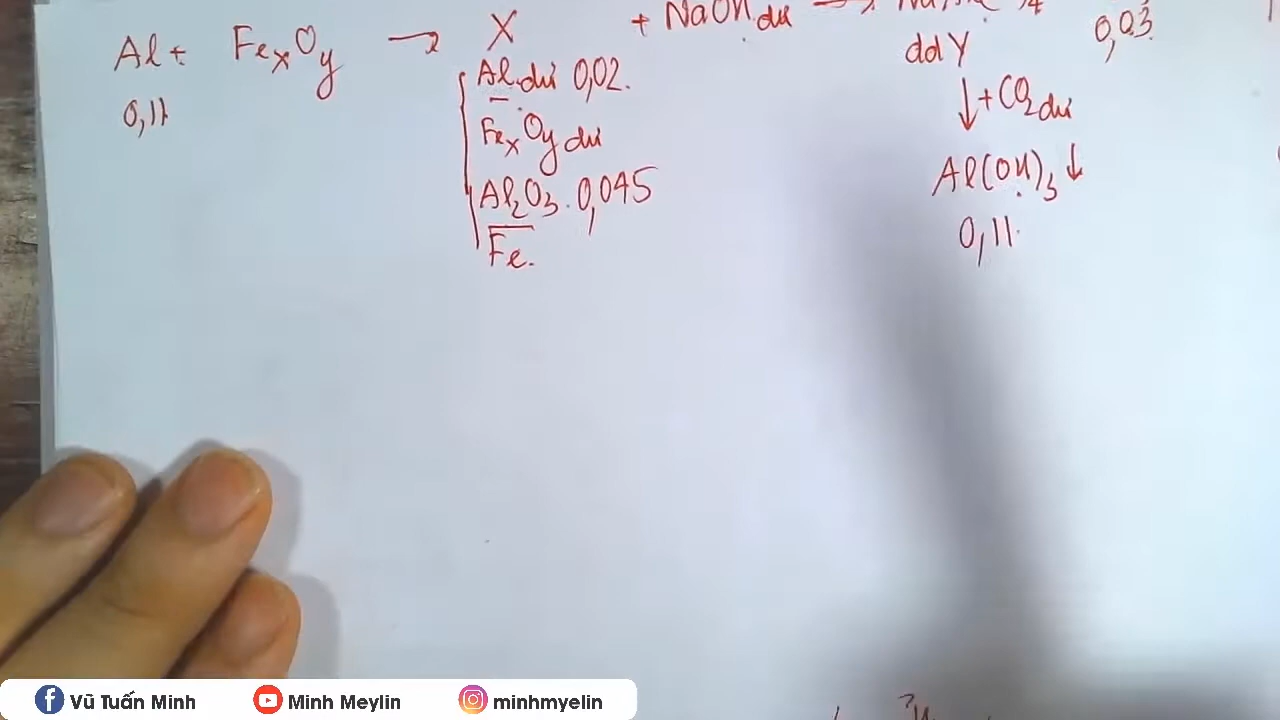 Al + FexOy → X + NaOH dư →
0,11
Al dư 0,02.
FexOy dư
Al2O3. 0,045
Fe.
0,03
ddY
↓ + CO2 dư
Al(OH)3 ↓
0,11
Vũ Tuấn Minh
Minh Meylin
minhmyelin